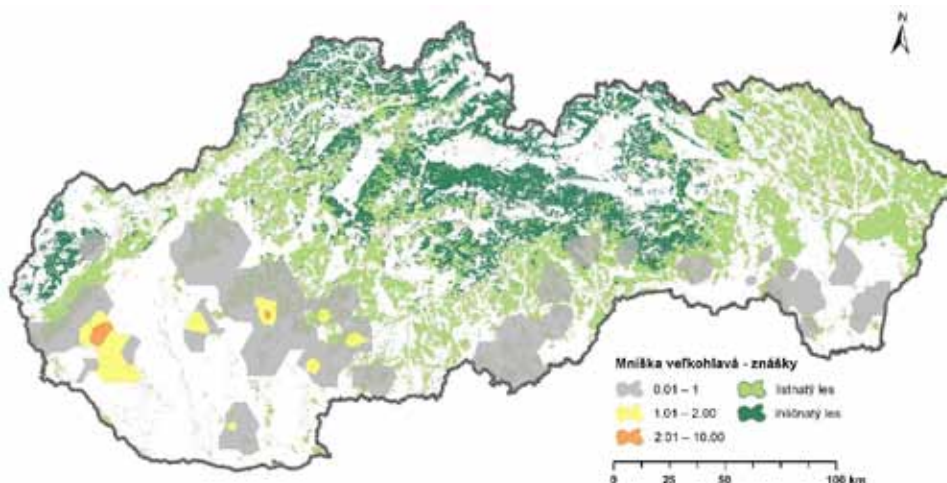 N
Mníška veľkohlavá - znášky
0.01 – 1
listnatý les
1.01 – 2.00
ihličnatý les
2.01 – 10.00
0 25 50 100 km